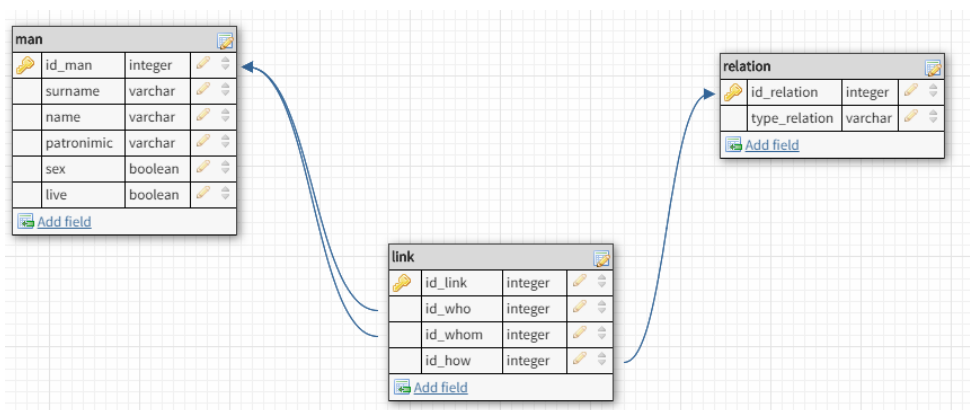 man
id_man integer
surname varchar
name varchar
patronimic varchar
sex boolean
live boolean
Add field
relation
id_relation integer
type_relation varchar
Add field
link
id_link integer
id_who integer
id_whom integer
id_how integer
Add field